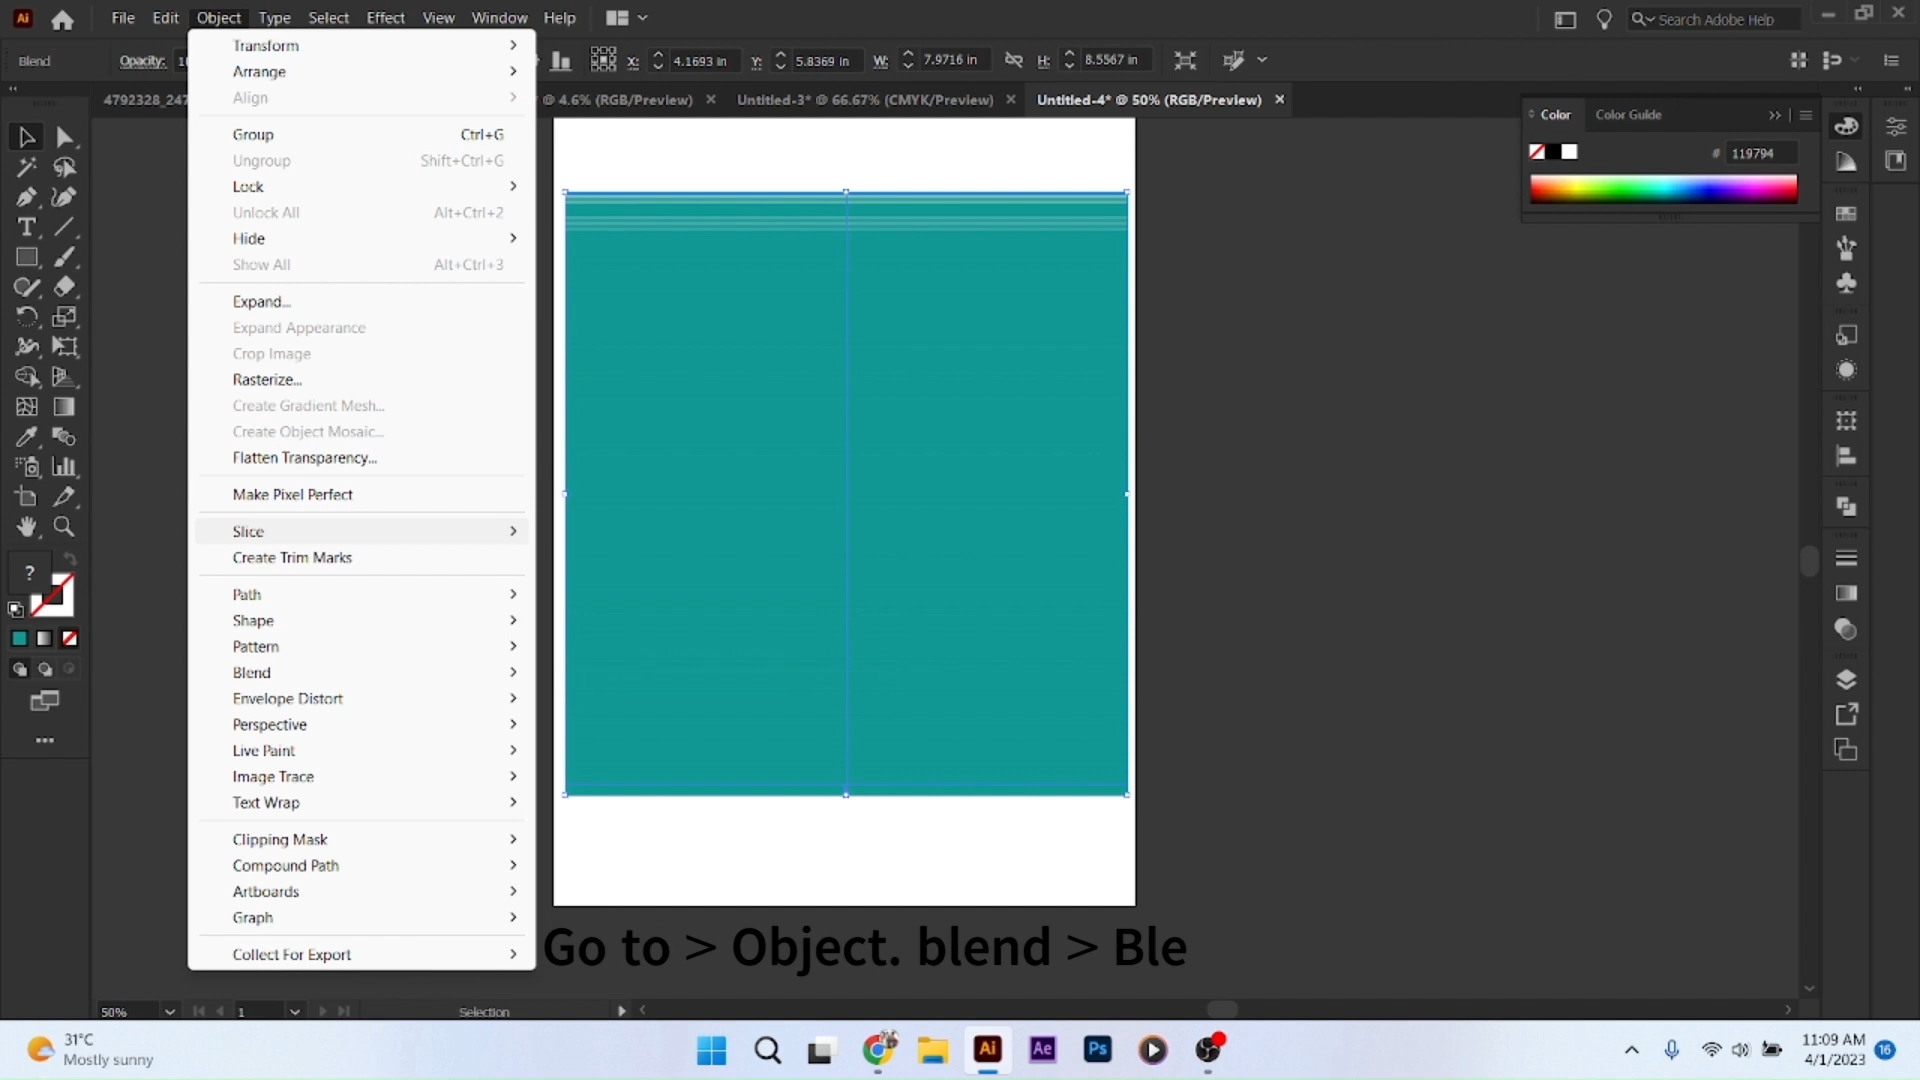 Ai File Edit Object Type Select Effect View Window Help Search Adobe Help
Blend Opacity: X: 4.1693 in Y: 5.8369 in W: 7.9716 in H: 8.5567 in
4792328_247 @ 4.6% (RGB/Preview) × Untitled-3* @ 66.67% (CMYK/Preview) × Untitled-4* @ 50% (RGB/Preview) ×
Transform
Arrange
Align
Group Ctrl+G
Ungroup Shift+Ctrl+G
Lock
Unlock All Alt+Ctrl+2
Hide
Show All Alt+Ctrl+3
Expand...
Expand Appearance
Crop Image
Rasterize...
Create Gradient Mesh...
Create Object Mosaic...
Flatten Transparency...
Make Pixel Perfect
Slice
Create Trim Marks
Path
Shape
Pattern
Blend
Envelope Distort
Perspective
Live Paint
Image Trace
Text Wrap
Clipping Mask
Compound Path
Artboards
Graph
Collect For Export
Color Color Guide
# 119794
?
Go to > Object. blend > Ble
50% 1 Selection
31°C
Mostly sunny
Ai Ae Ps
11:09 AM
4/1/2023
16